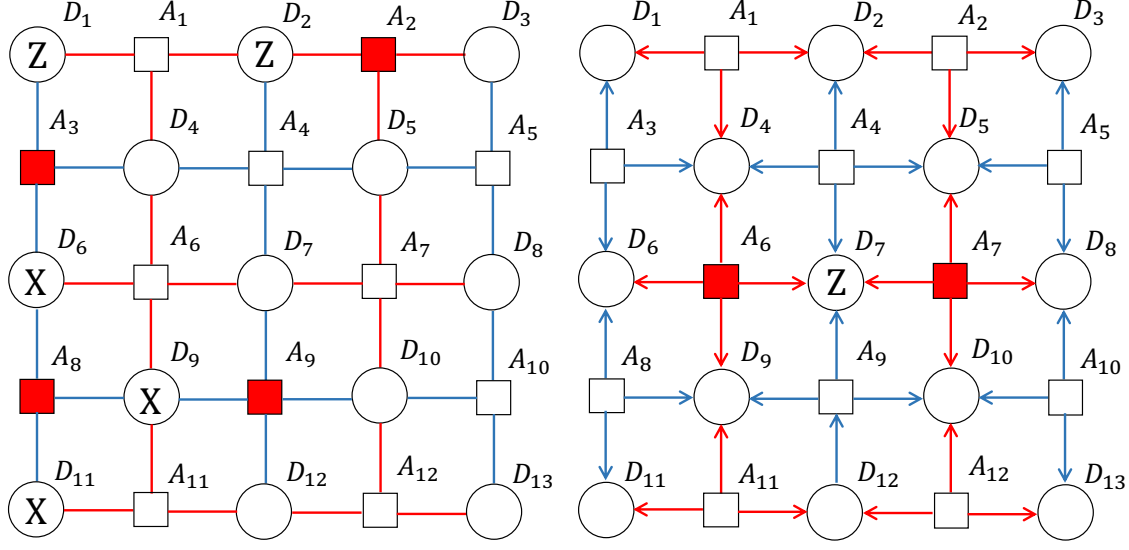 D₁ A₁ D₂ A₂ D₃ D₁ A₁ D₂ A₂ D₃
Z Z
A₃ D₄ A₄ D₅ A₅ A₃ D₄ A₄ D₅ A₅
D₆ A₆ D₇ A₇ D₈ D₆ A₆ D₇ A₇ D₈
X Z
A₈ D₉ A₉ D₁₀ A₁₀ A₈ D₉ A₉ D₁₀ A₁₀
X
D₁₁ A₁₁ D₁₂ A₁₂ D₁₃ D₁₁ A₁₁ D₁₂ A₁₂ D₁₃
X